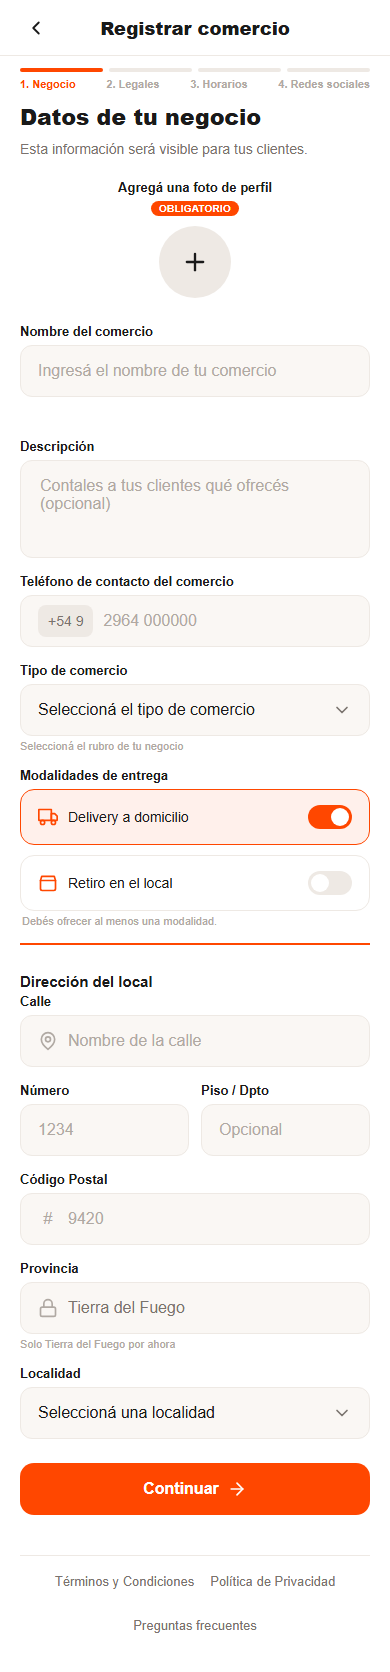 Registrar comercio
1. Negocio 2. Legales 3. Horarios 4. Redes sociales
Datos de tu negocio
Esta información será visible para tus clientes.
Agregá una foto de perfil
OBLIGATORIO
Nombre del comercio
Ingresá el nombre de tu comercio
Descripción
Contales a tus clientes qué ofrecés
(opcional)
Teléfono de contacto del comercio
+54 9 2964 000000
Tipo de comercio
Seleccioná el tipo de comercio
Seleccioná el rubro de tu negocio
Modalidades de entrega
Delivery a domicilio
Retiro en el local
Debés ofrecer al menos una modalidad.
Dirección del local
Calle
Nombre de la calle
Número Piso / Dpto
1234 Opcional
Código Postal
# 9420
Provincia
Tierra del Fuego
Solo Tierra del Fuego por ahora
Localidad
Seleccioná una localidad
Continuar →
Términos y Condiciones Política de Privacidad
Preguntas frecuentes